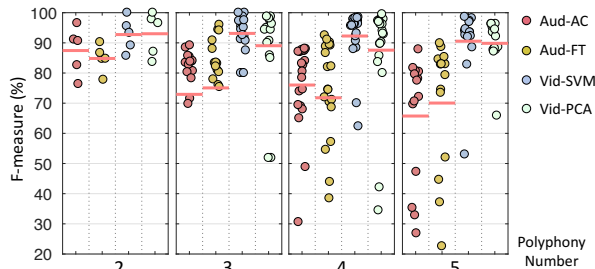 F-measure (%)
100
90
80
70
60
50
40
30
20
2
3
4
5
Polyphony
Number
Aud-AC
Aud-FT
Vid-SVM
Vid-PCA